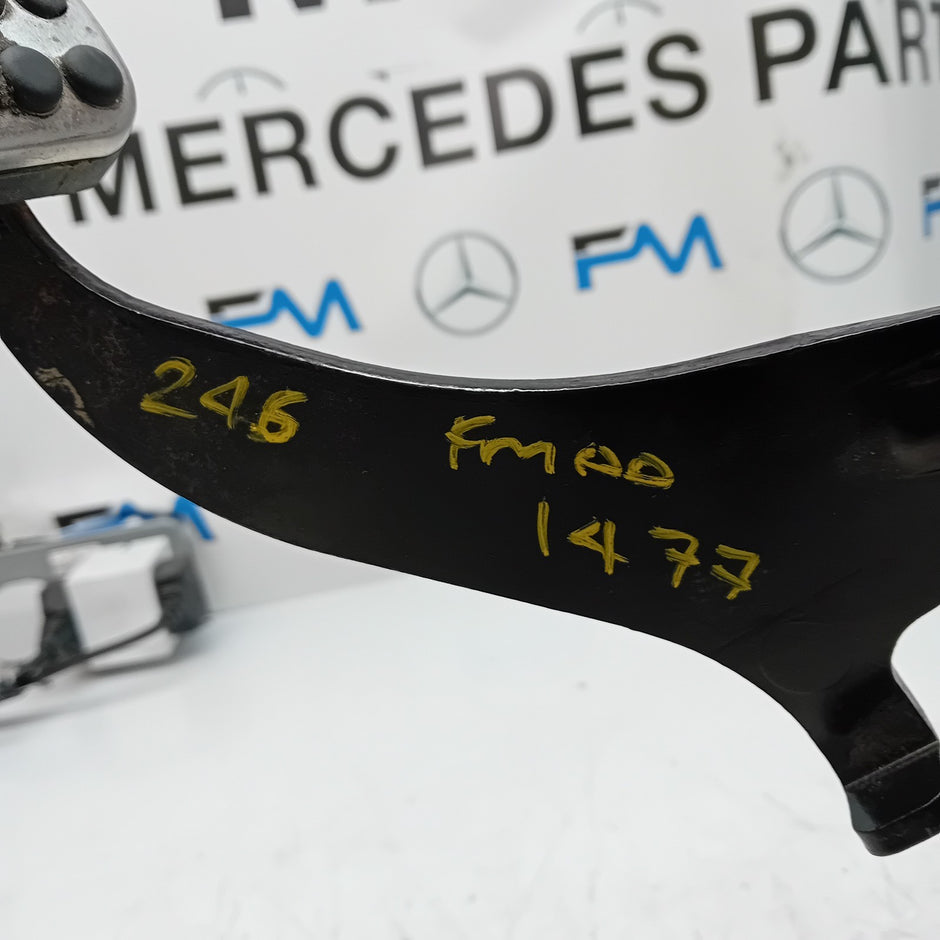 MERCEDES PART
FM
FM
246
FM00
1477